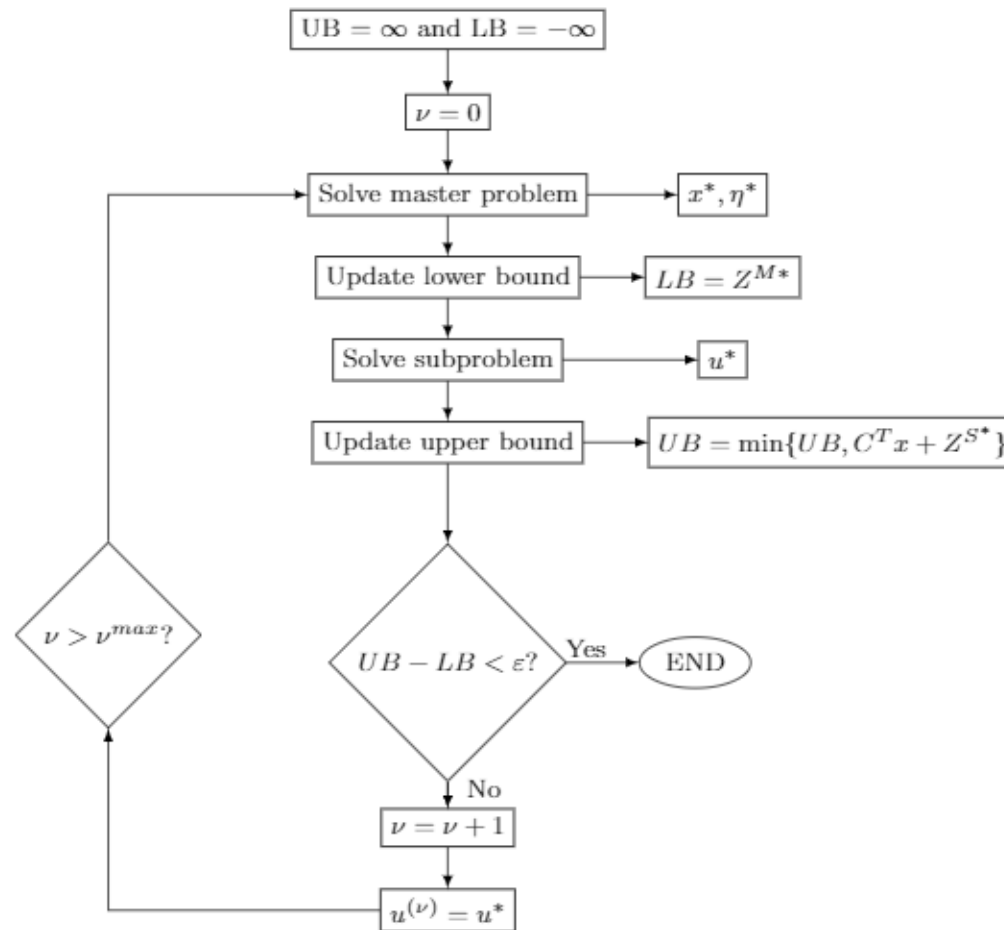 UB = ∞ and LB = −∞
ν = 0
Solve master problem
x*, η*
Update lower bound
LB = Z^{M*}
Solve subproblem
u*
Update upper bound
UB = min{UB, C^T x + Z^{S*}}
ν > ν^{max}?
UB − LB < ε?
Yes
END
No
ν = ν + 1
u^{(ν)} = u*